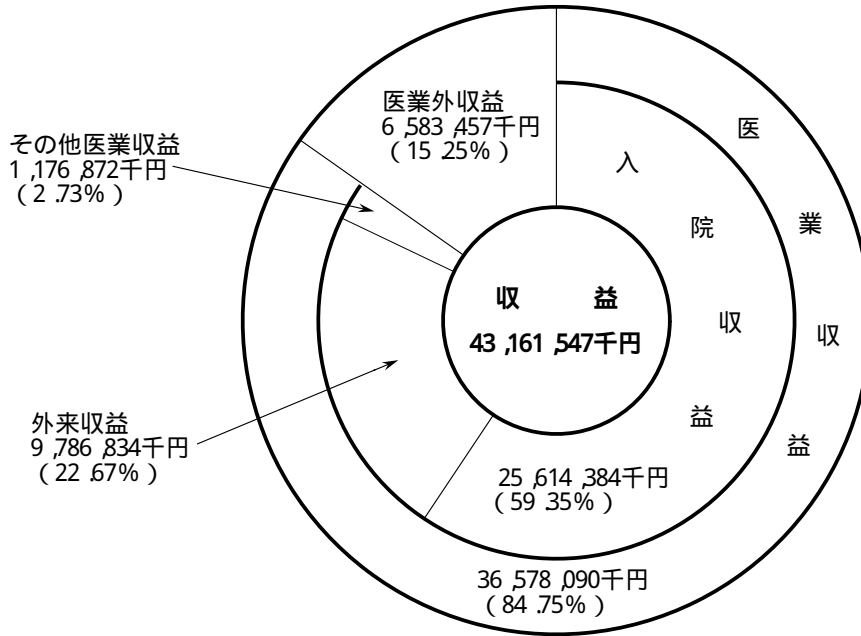 医業外収益
6,583,457千円
（15.25%）
その他医業収益
1,176,872千円
（2.73%）
医業収益
入院収益
収　益
43,161,547千円
外来収益
9,786,834千円
（22.67%）
25,614,384千円
（59.35%）
36,578,090千円
（84.75%）